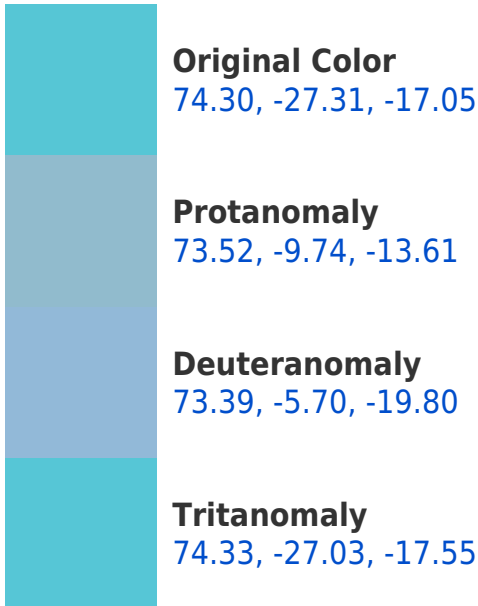 Original Color
74.30, -27.31, -17.05
Protanomaly
73.52, -9.74, -13.61
Deuteranomaly
73.39, -5.70, -19.80
Tritanomaly
74.33, -27.03, -17.55